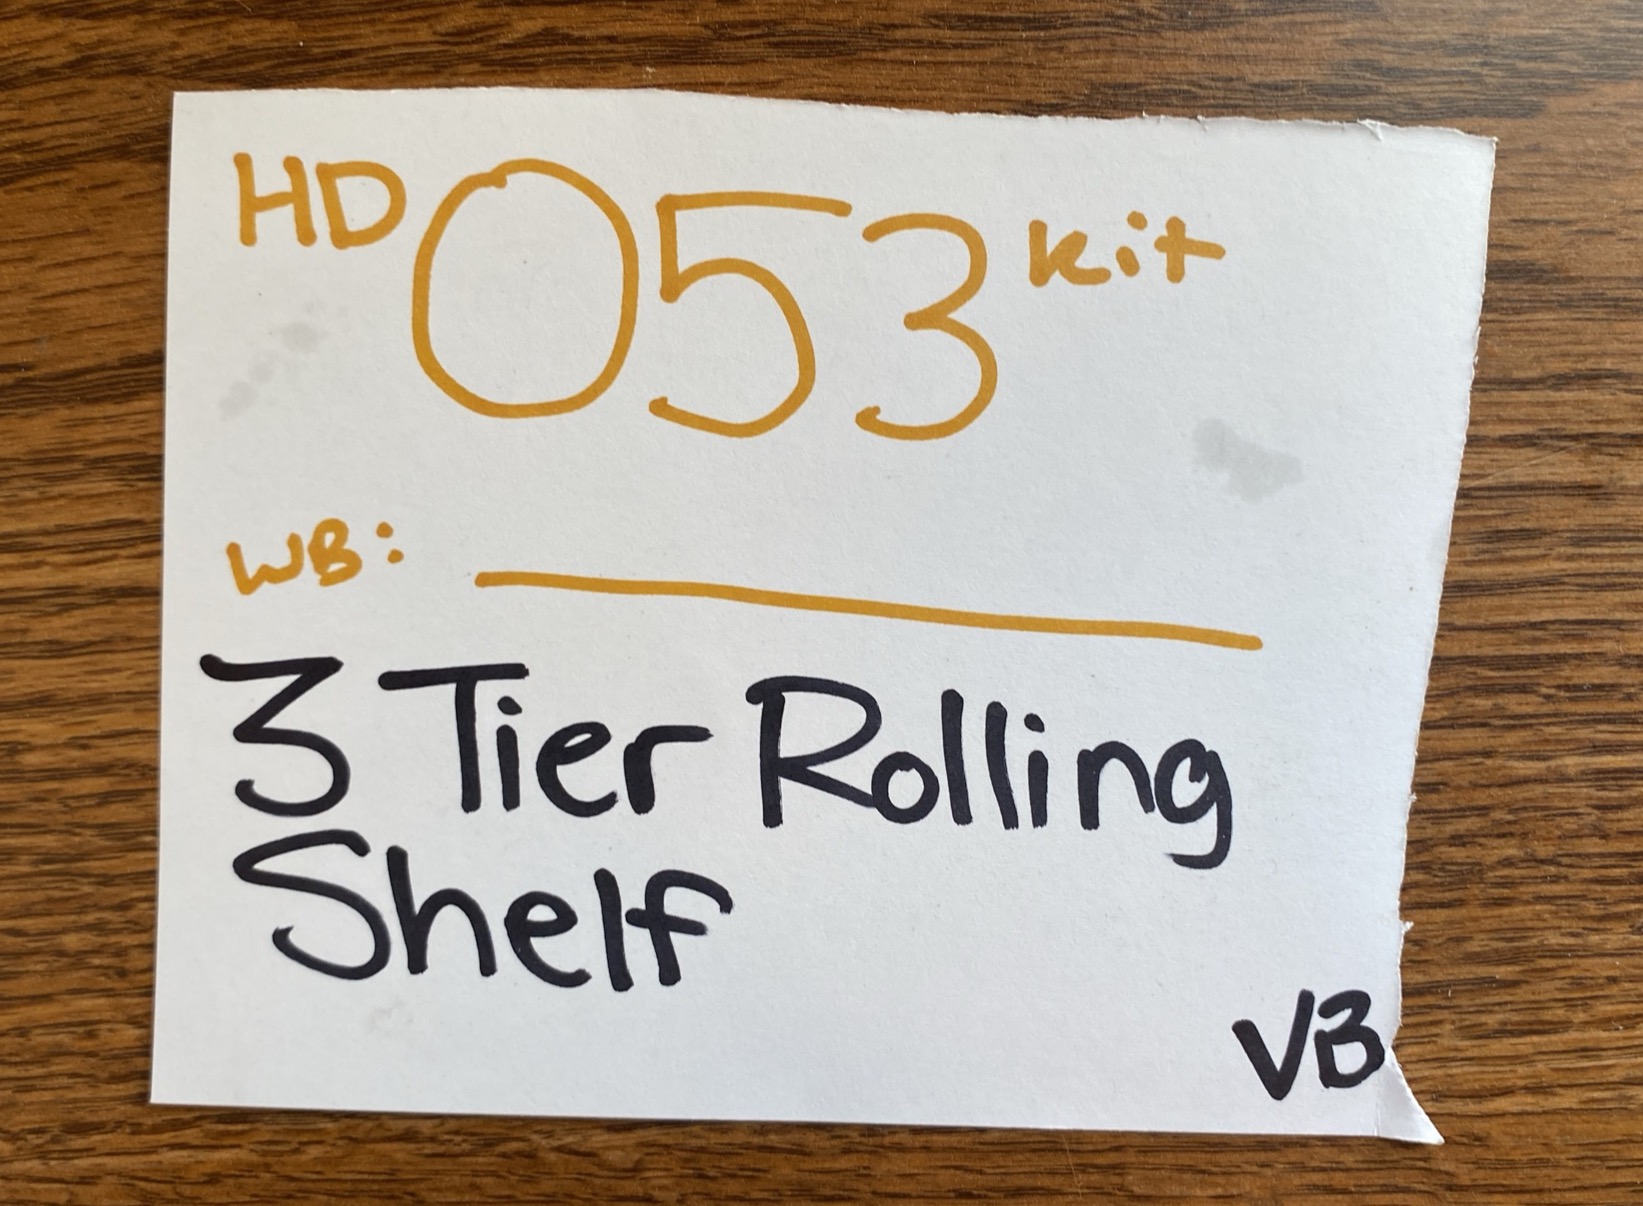 HD 053 Kit
WB:
3 Tier Rolling
Shelf
VB